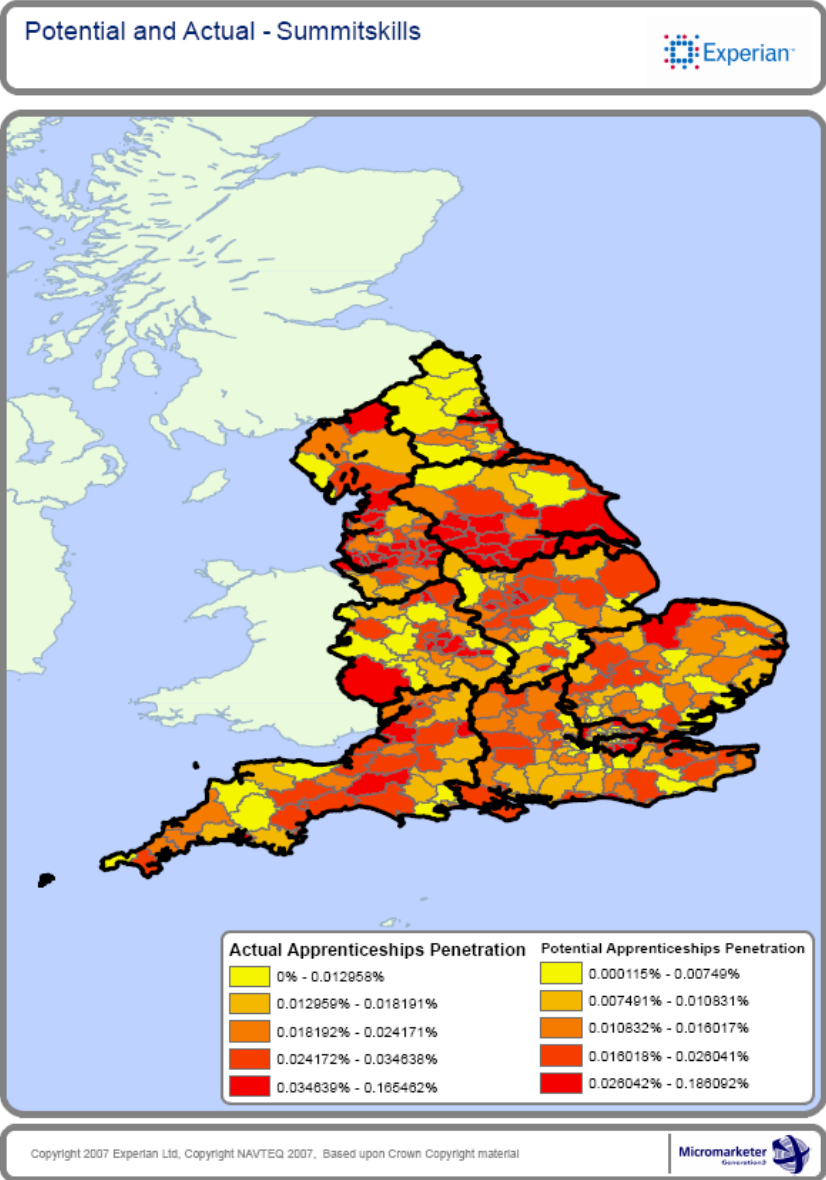 Potential and Actual - Summitskills
Experian
Actual Apprenticeships Penetration
0% - 0.012958%
0.012959% - 0.018191%
0.018192% - 0.024171%
0.024172% - 0.034638%
0.034639% - 0.165462%
Potential Apprenticeships Penetration
0.000115% - 0.00749%
0.007491% - 0.010831%
0.010832% - 0.016017%
0.016018% - 0.026041%
0.026042% - 0.186092%
Copyright 2007 Experian Ltd, Copyright NAVTEQ 2007, Based upon Crown Copyright material
Micromarketer
Generation3